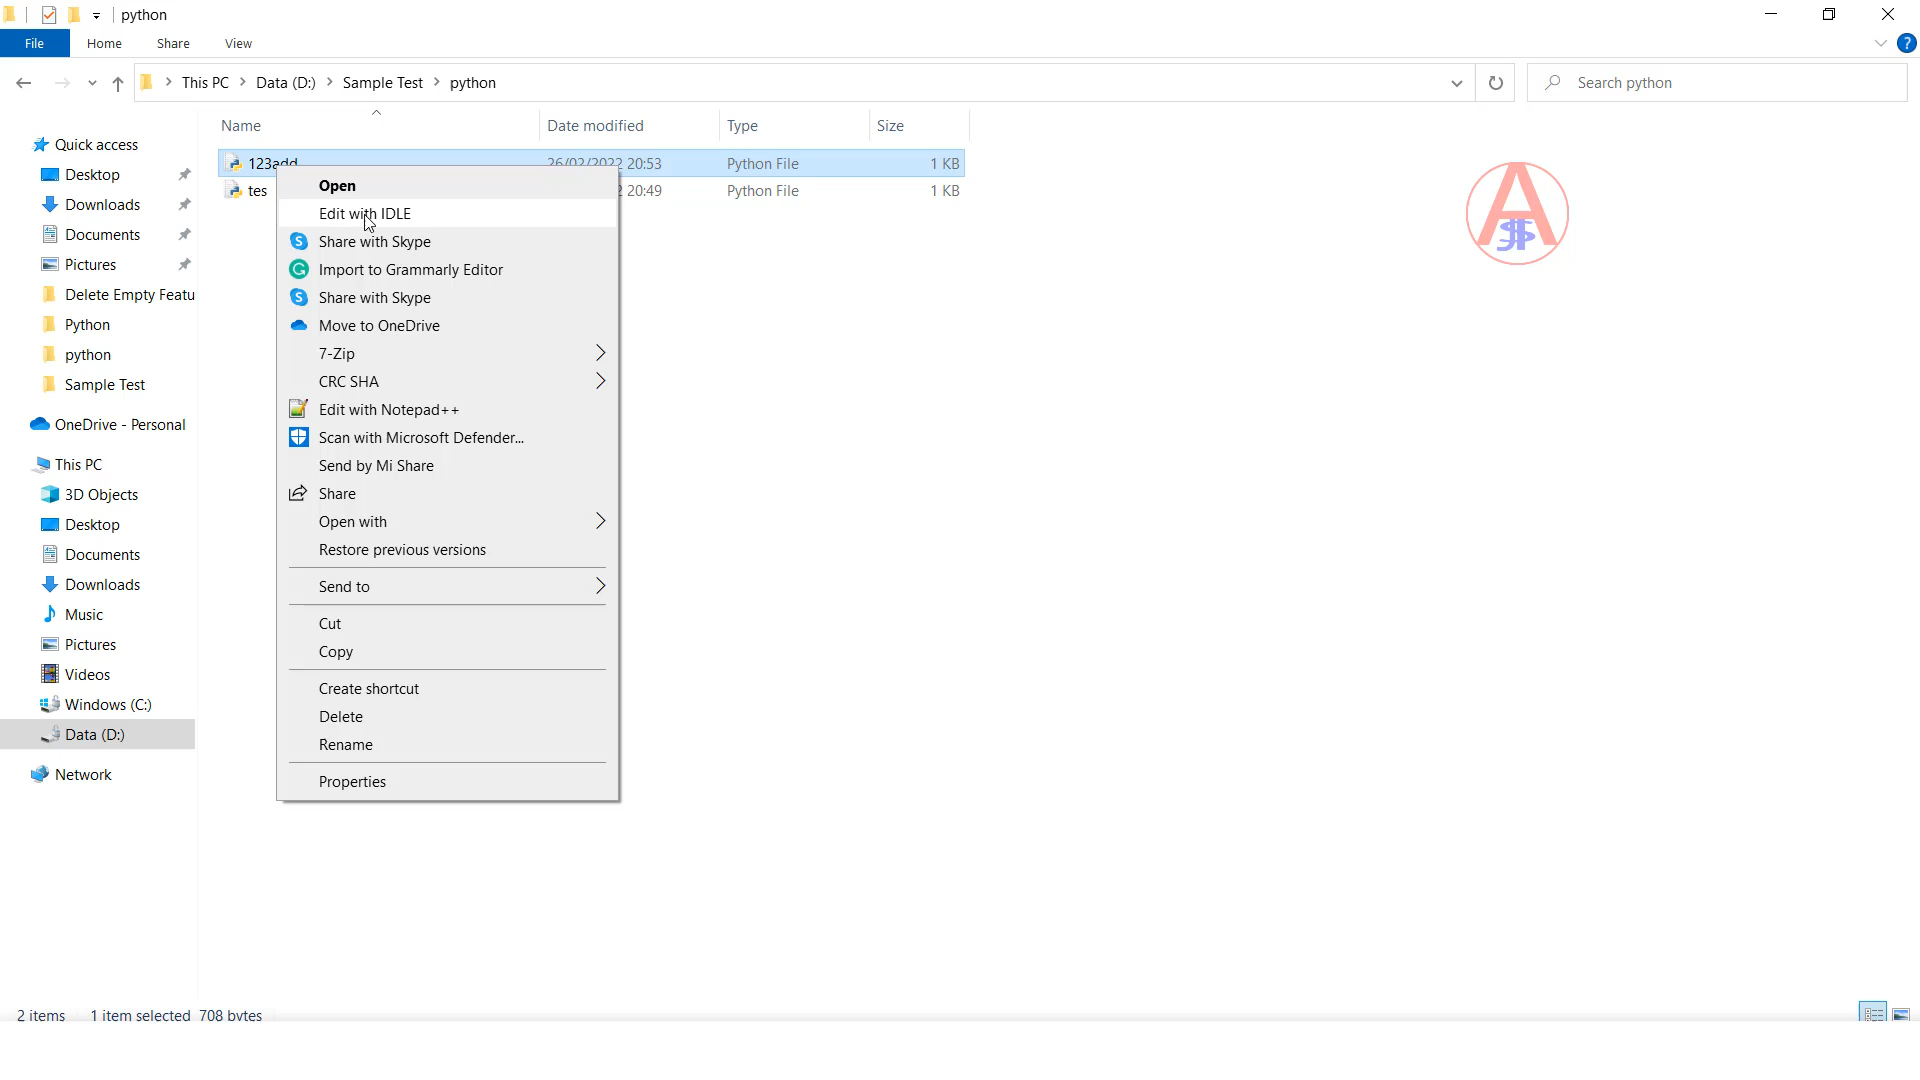 python
File Home Share View
This PC > Data (D:) > Sample Test > python
Search python
Name Date modified Type Size
123add 26/02/2022 20:53 Python File 1 KB
tes 20:49 Python File 1 KB
Quick access
Desktop
Downloads
Documents
Pictures
Delete Empty Featu
Python
python
Sample Test
OneDrive - Personal
This PC
3D Objects
Desktop
Documents
Downloads
Music
Pictures
Videos
Windows (C:)
Data (D:)
Network
Open
Edit with IDLE
Share with Skype
Import to Grammarly Editor
Share with Skype
Move to OneDrive
7-Zip
CRC SHA
Edit with Notepad++
Scan with Microsoft Defender...
Send by Mi Share
Share
Open with
Restore previous versions
Send to
Cut
Copy
Create shortcut
Delete
Rename
Properties
2 items 1 item selected 708 bytes